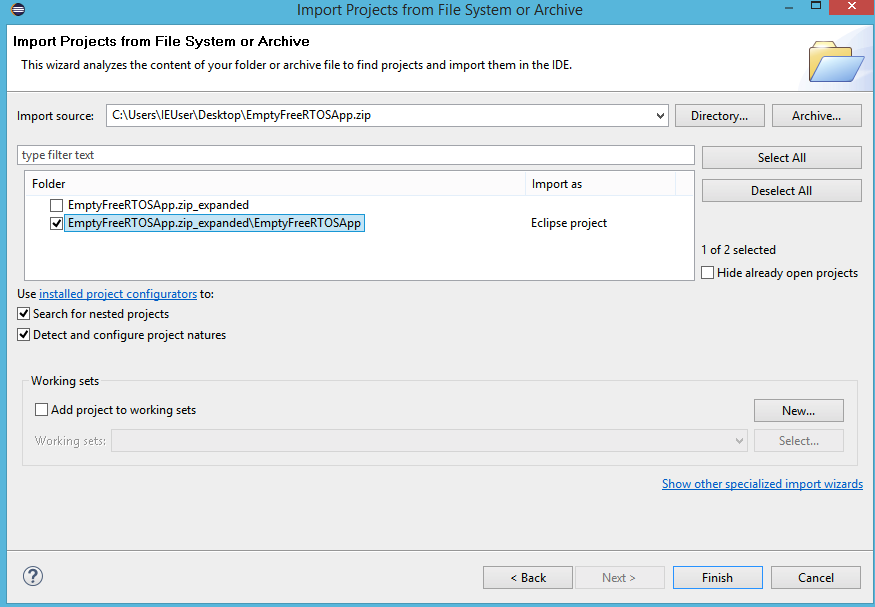 Import Projects from File System or Archive
Import Projects from File System or Archive
This wizard analyzes the content of your folder or archive file to find projects and import them in the IDE.
Import source: C:\Users\IEUser\Desktop\EmptyFreeRTOSApp.zip Directory... Archive...
type filter text
Select All
Folder Import as
Deselect All
EmptyFreeRTOSApp.zip_expanded
EmptyFreeRTOSApp.zip_expanded\EmptyFreeRTOSApp Eclipse project
1 of 2 selected
Hide already open projects
Use installed project configurators to:
Search for nested projects
Detect and configure project natures
Working sets
Add project to working sets New...
Working sets: Select...
Show other specialized import wizards
? < Back Next > Finish Cancel